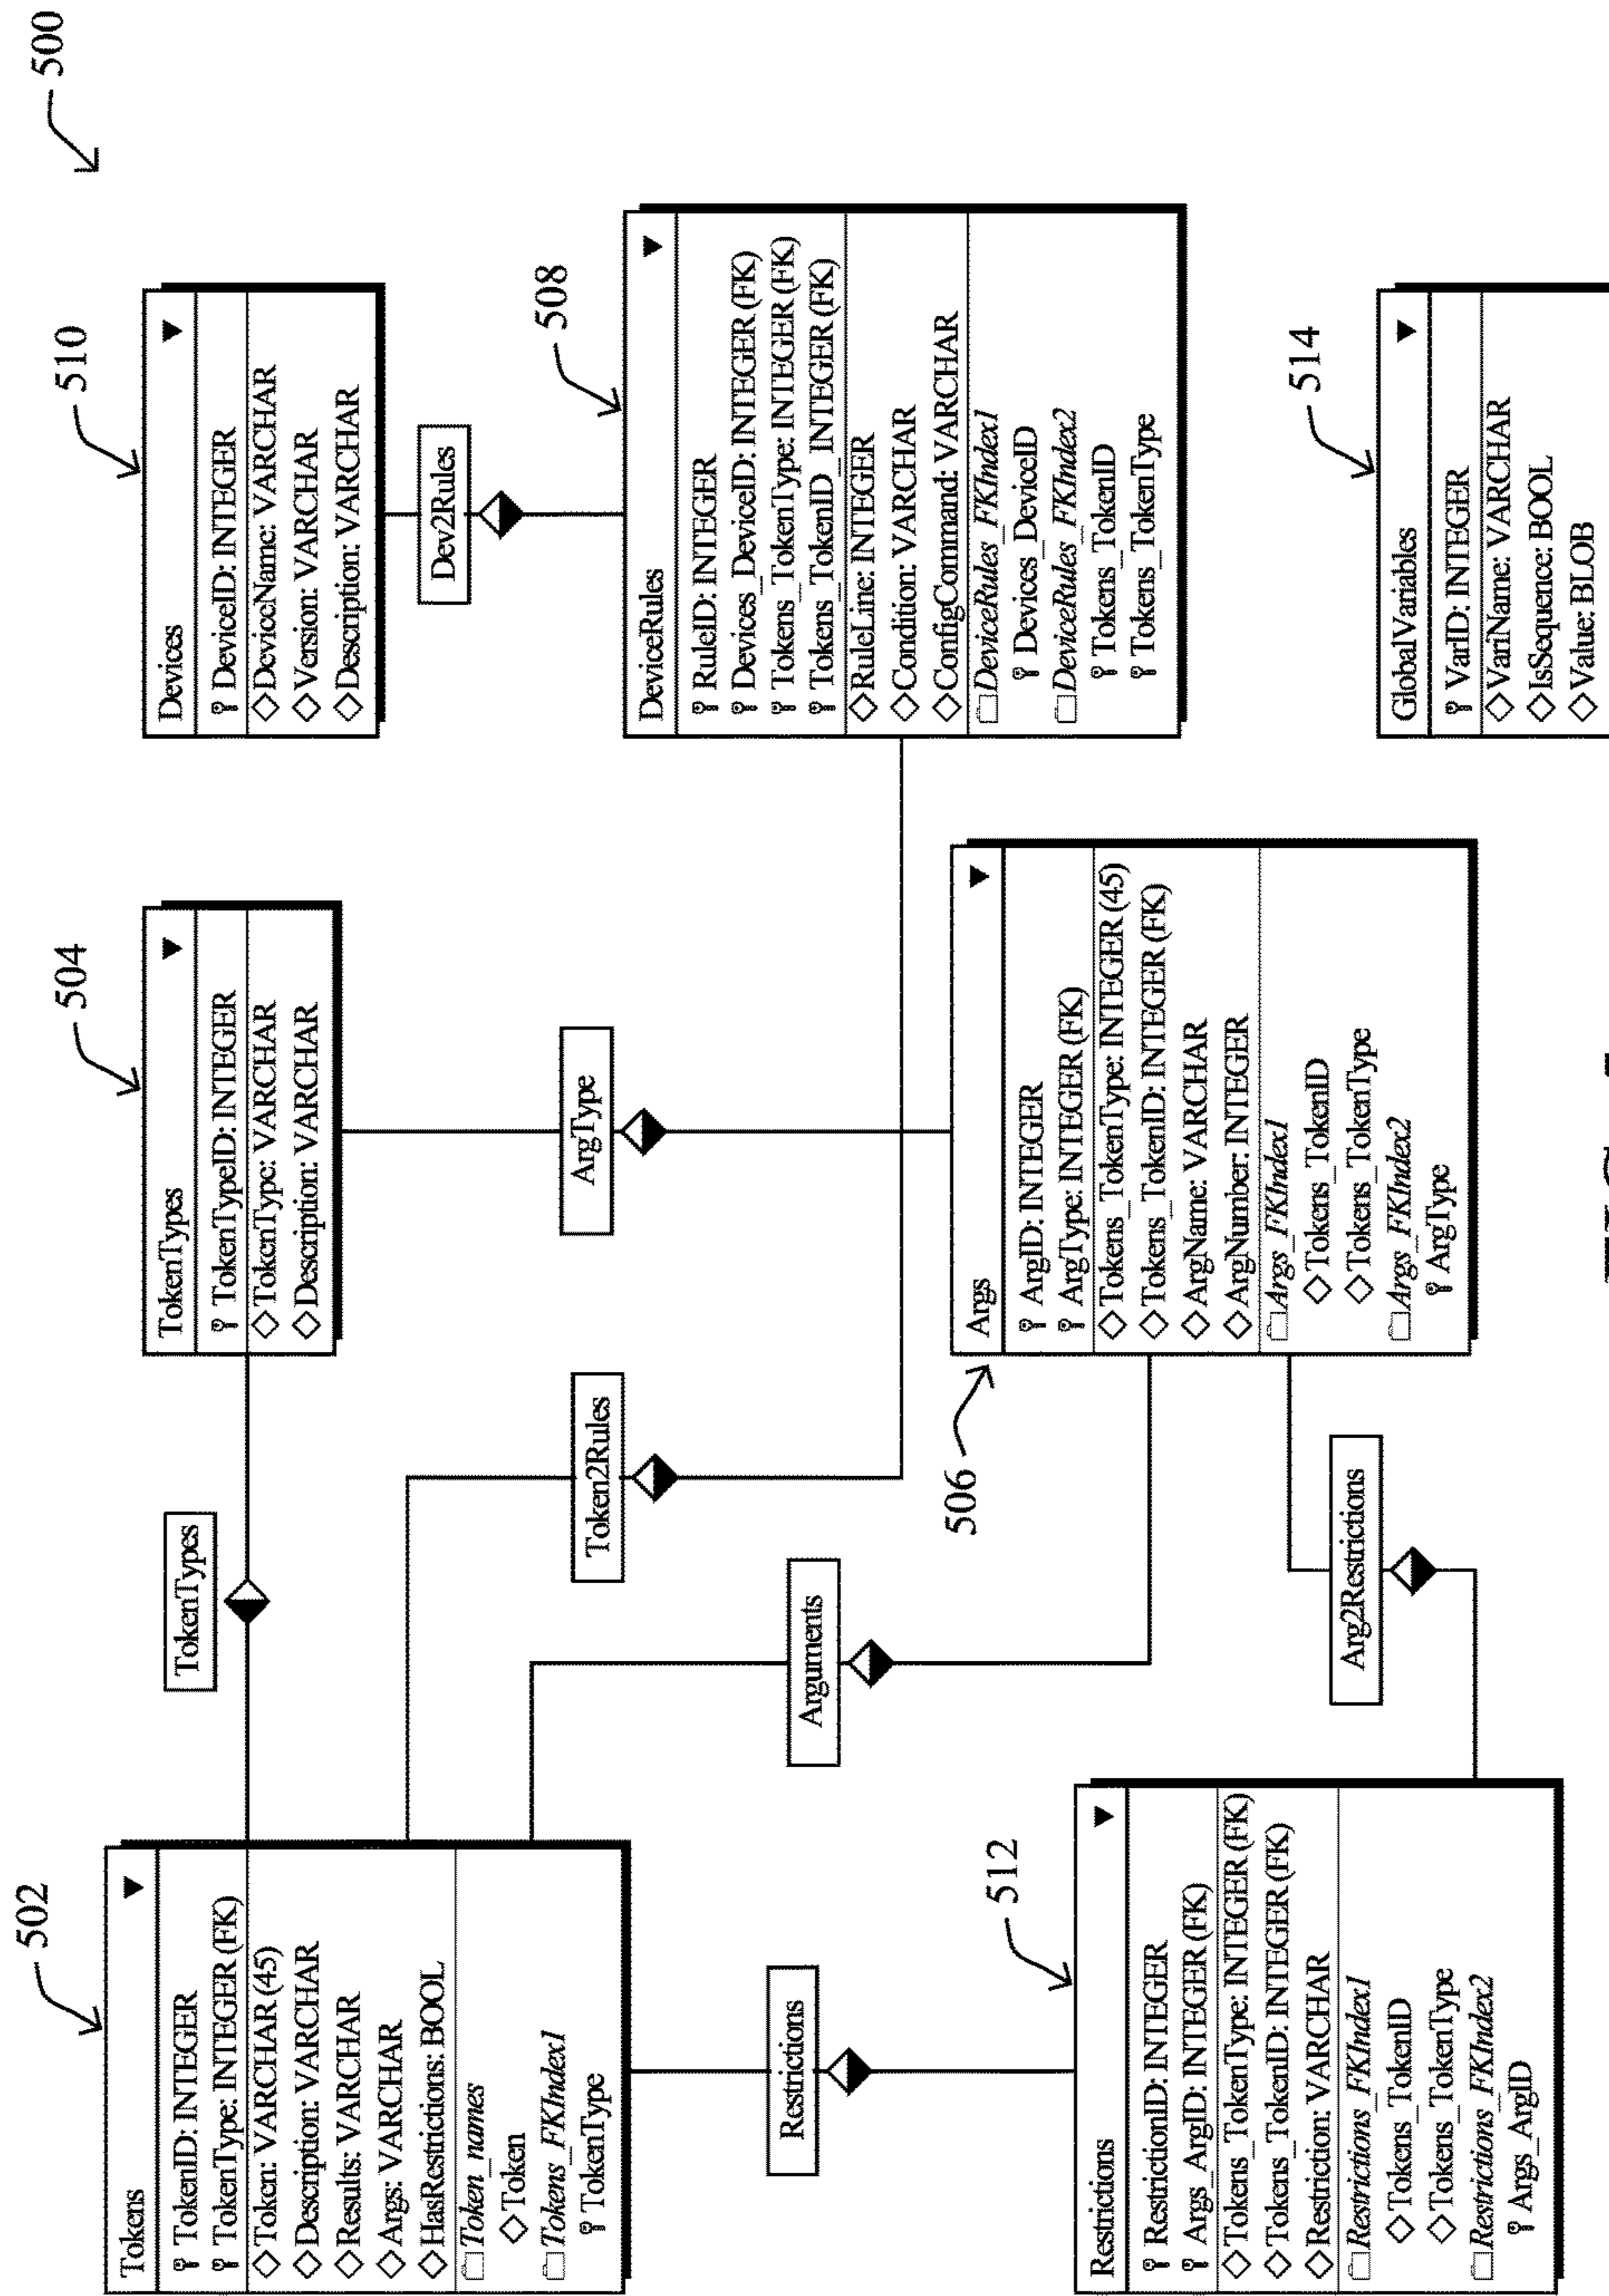 500
502
Tokens
TokenID: INTEGER
TokenType: INTEGER (FK)
Token: VARCHAR (45)
Description: VARCHAR
Results: VARCHAR
Args: VARCHAR
HasRestrictions: BOOL
Token_names
Token
Tokens_FKIndex1
TokenType
TokenTypes
504
TokenTypes
TokenTypeID: INTEGER
TokenType: VARCHAR
Description: VARCHAR
510
Devices
DeviceID: INTEGER
DeviceName: VARCHAR
Version: VARCHAR
Description: VARCHAR
Dev2Rules
Token2Rules
ArgType
508
DeviceRules
RuleID: INTEGER
Devices_DeviceID: INTEGER (FK)
Tokens_TokenType: INTEGER (FK)
Tokens_TokenID_INTEGER (FK)
RuleLine: INTEGER
Condition: VARCHAR
ConfigCommand: VARCHAR
DeviceRules_FKIndex1
Devices_DeviceID
DeviceRules_FKIndex2
Tokens_TokenID
Tokens_TokenType
Restrictions
Arguments
506
Args
ArgID: INTEGER
ArgType: INTEGER (FK)
Tokens_TokenType: INTEGER (45)
Tokens_TokenID: INTEGER (FK)
ArgName: VARCHAR
ArgNumber: INTEGER
Args_FKIndex1
Tokens_TokenID
Tokens_TokenType
Args_FKIndex2
ArgType
512
Restrictions
RestrictionID: INTEGER
Args_ArgID: INTEGER (FK)
Tokens_TokenType: INTEGER (FK)
Tokens_TokenID: INTEGER (FK)
Restriction: VARCHAR
Restrictions_FKIndex1
Tokens_TokenID
Tokens_TokenType
Restrictions_FKIndex2
Args_ArgID
Arg2Restrictions
514
GlobalVariables
VarID: INTEGER
VariName: VARCHAR
IsSequence: BOOL
Value: BLOB